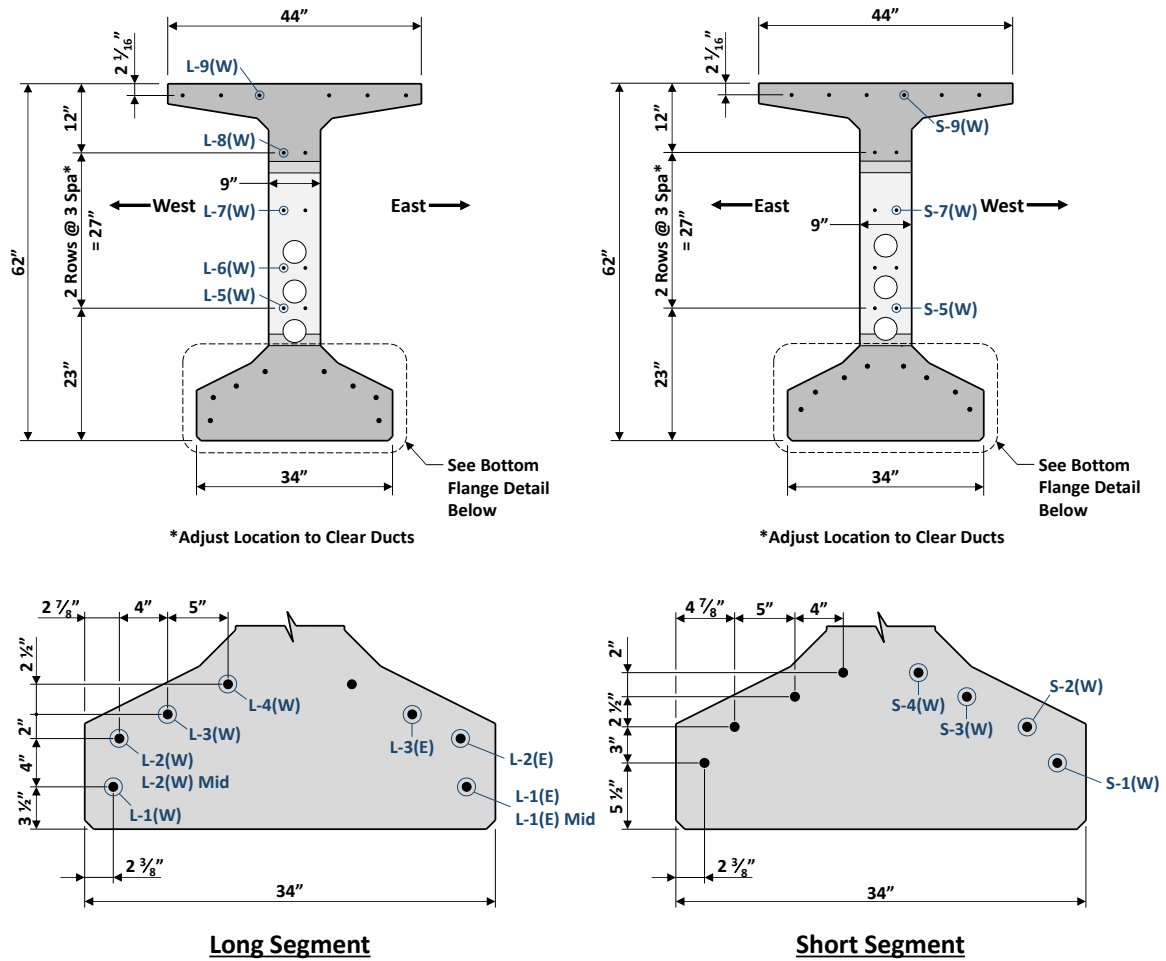 44”
2 1/16”
L-9(W)
12”
L-8(W)
9”
2 Rows @ 3 Spa*
= 27”
West
East
L-7(W)
L-6(W)
L-5(W)
62”
23”
34”
See Bottom
Flange Detail
Below
*Adjust Location to Clear Ducts
44”
2 1/16”
S-9(W)
12”
2 Rows @ 3 Spa*
= 27”
East
West
S-7(W)
9”
S-5(W)
62”
23”
34”
See Bottom
Flange Detail
Below
*Adjust Location to Clear Ducts
2 7/8”
4”
5”
2 ½”
2”
4”
3 ½”
L-4(W)
L-3(W)
L-2(W)
L-2(W) Mid
L-1(W)
L-3(E)
L-2(E)
L-1(E)
L-1(E) Mid
2 3/8”
34”
Long Segment
4 7/8”
5”
4”
2”
2 ½”
3”
5 ½”
S-4(W)
S-3(W)
S-2(W)
S-1(W)
2 3/8”
34”
Short Segment